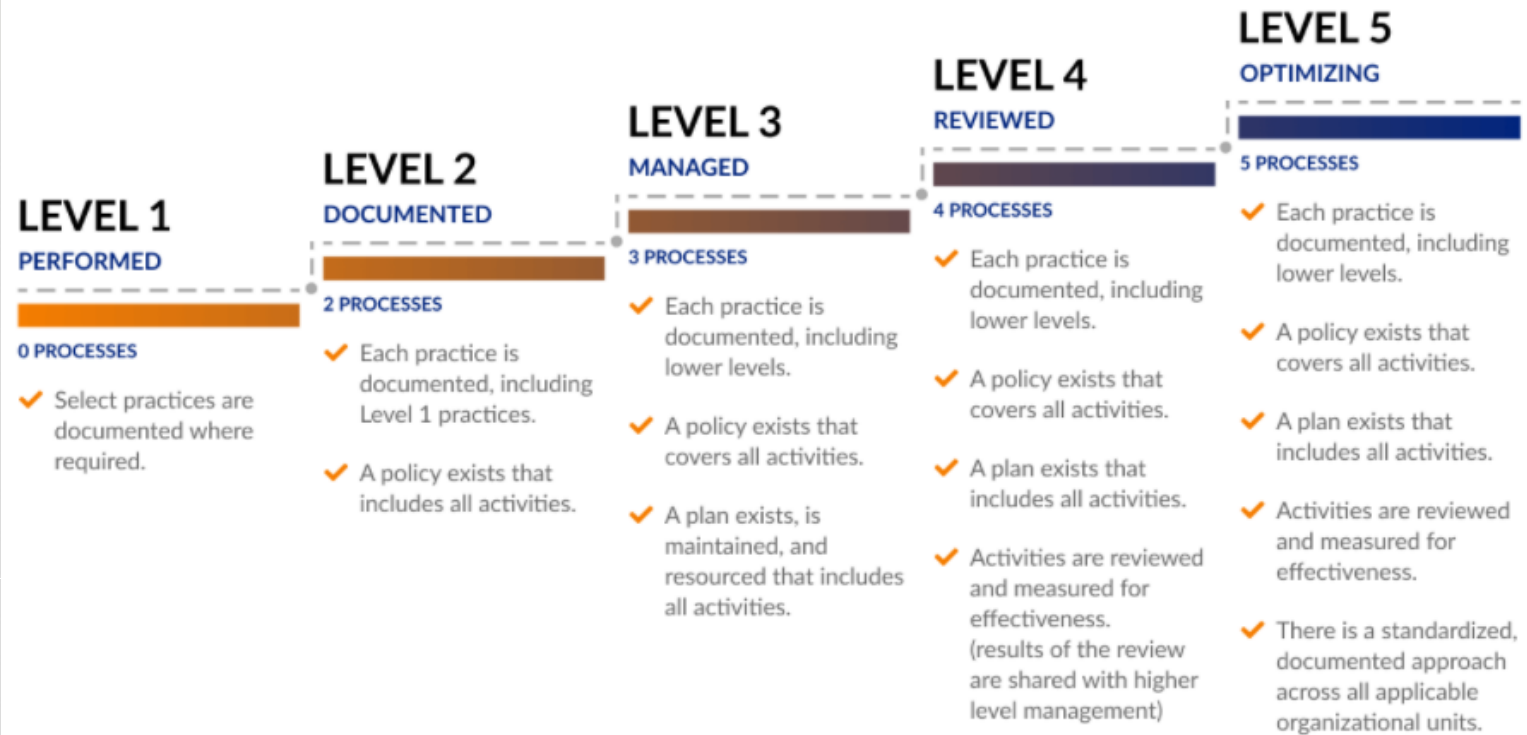 LEVEL 1
PERFORMED
0 PROCESSES
Select practices are
documented where
required.
LEVEL 2
DOCUMENTED
2 PROCESSES
Each practice is
documented, including
Level 1 practices.
A policy exists that
includes all activities.
LEVEL 3
MANAGED
3 PROCESSES
Each practice is
documented, including
lower levels.
A policy exists that
covers all activities.
A plan exists, is
maintained, and
resourced that includes
all activities.
LEVEL 4
REVIEWED
4 PROCESSES
Each practice is
documented, including
lower levels.
A policy exists that
covers all activities.
A plan exists that
includes all activities.
Activities are reviewed
and measured for
effectiveness.
(results of the review
are shared with higher
level management)
LEVEL 5
OPTIMIZING
5 PROCESSES
Each practice is
documented, including
lower levels.
A policy exists that
covers all activities.
A plan exists that
includes all activities.
Activities are reviewed
and measured for
effectiveness.
There is a standardized,
documented approach
across all applicable
organizational units.